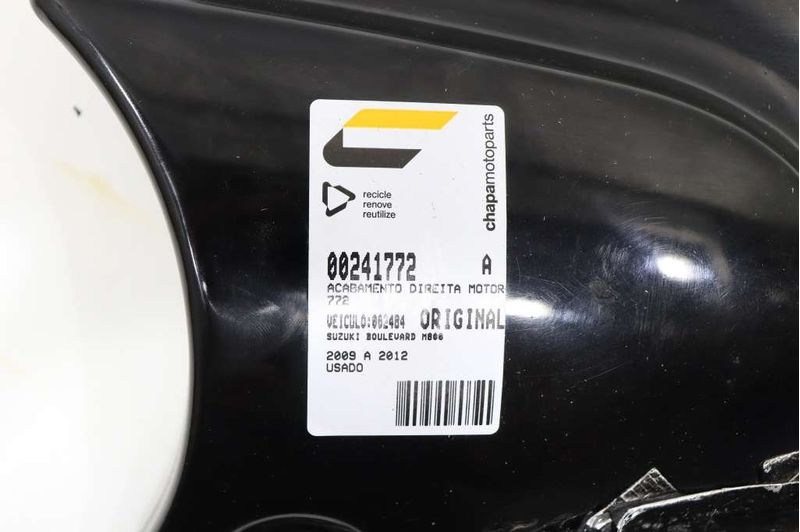 chapamotoparts
recicle
renove
reutilize
00241772 A
ACABAMENTO DIREITA MOTOR
772
VEICULO:002484 ORIGINAL
SUZUKI BOULEVARD M800
2009 A 2012
USADO